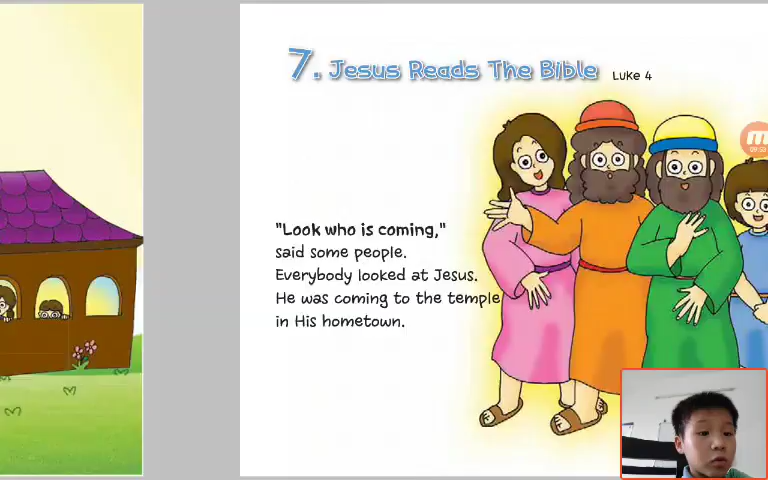 7. Jesus Reads The Bible Luke 4
"Look who is coming,"
said some people.
Everybody looked at Jesus.
He was coming to the temple
in His hometown.